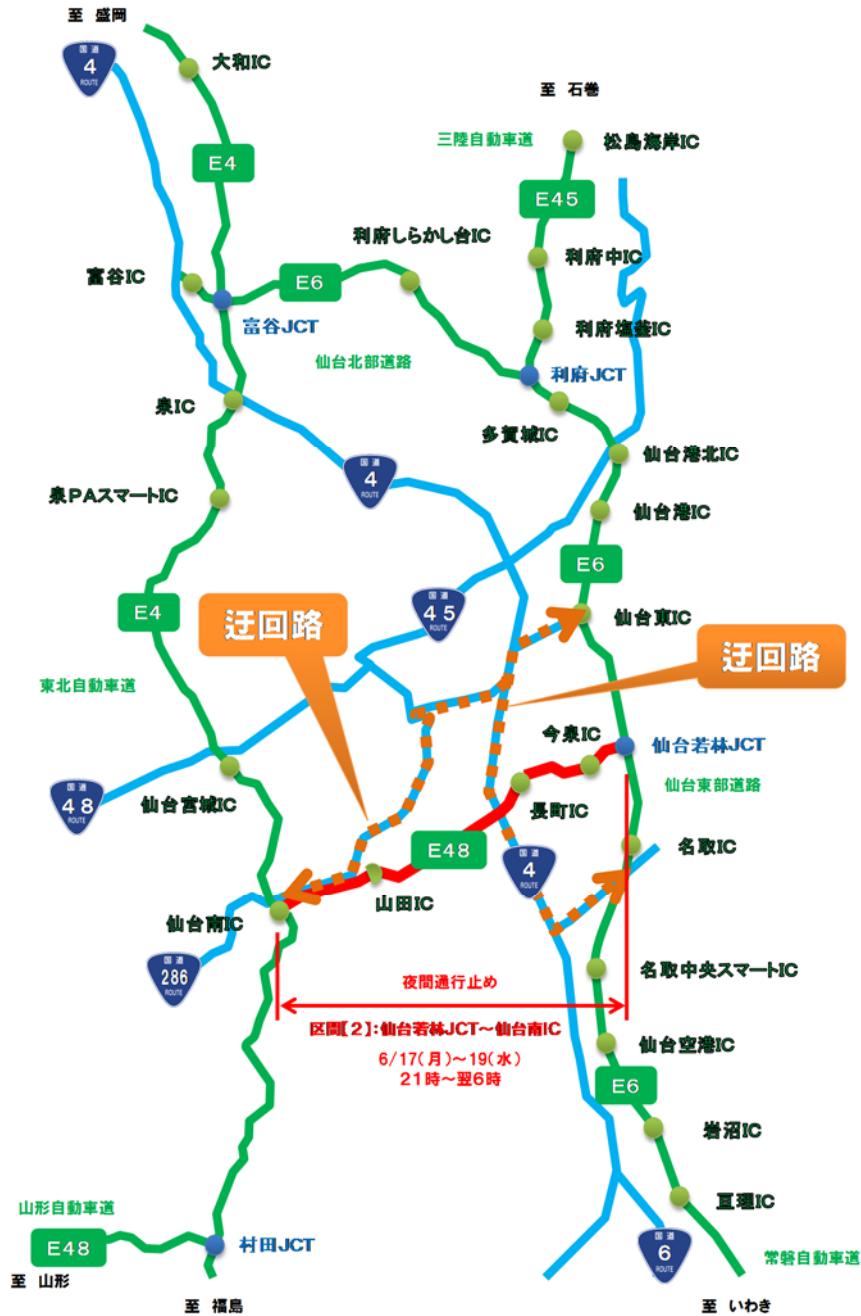 至 盛岡
国道
4
ROUTE
大和IC
至 石巻
三陸自動車道
松島海岸IC
E4
E45
利府しらかし台IC
利府中IC
富谷IC
E6
富谷JCT
利府塩釜IC
仙台北部道路
利府JCT
泉IC
多賀城IC
仙台港北IC
国道
4
ROUTE
泉PAスマートIC
仙台港IC
E6
E4
国道
45
ROUTE
仙台東IC
迂回路
迂回路
東北自動車道
今泉IC
仙台若林JCT
仙台宮城IC
仙台東部道路
国道
48
ROUTE
長町IC
E48
名取IC
国道
4
ROUTE
山田IC
仙台南IC
国道
286
ROUTE
名取中央スマートIC
夜間通行止め
区間[2]:仙台若林JCT～仙台南IC
6/17(月)～19(水)
21時～翌6時
仙台空港IC
E6
岩沼IC
亘理IC
山形自動車道
E48
村田JCT
国道
6
ROUTE
常磐自動車道
至 山形
至 福島
至 いわき